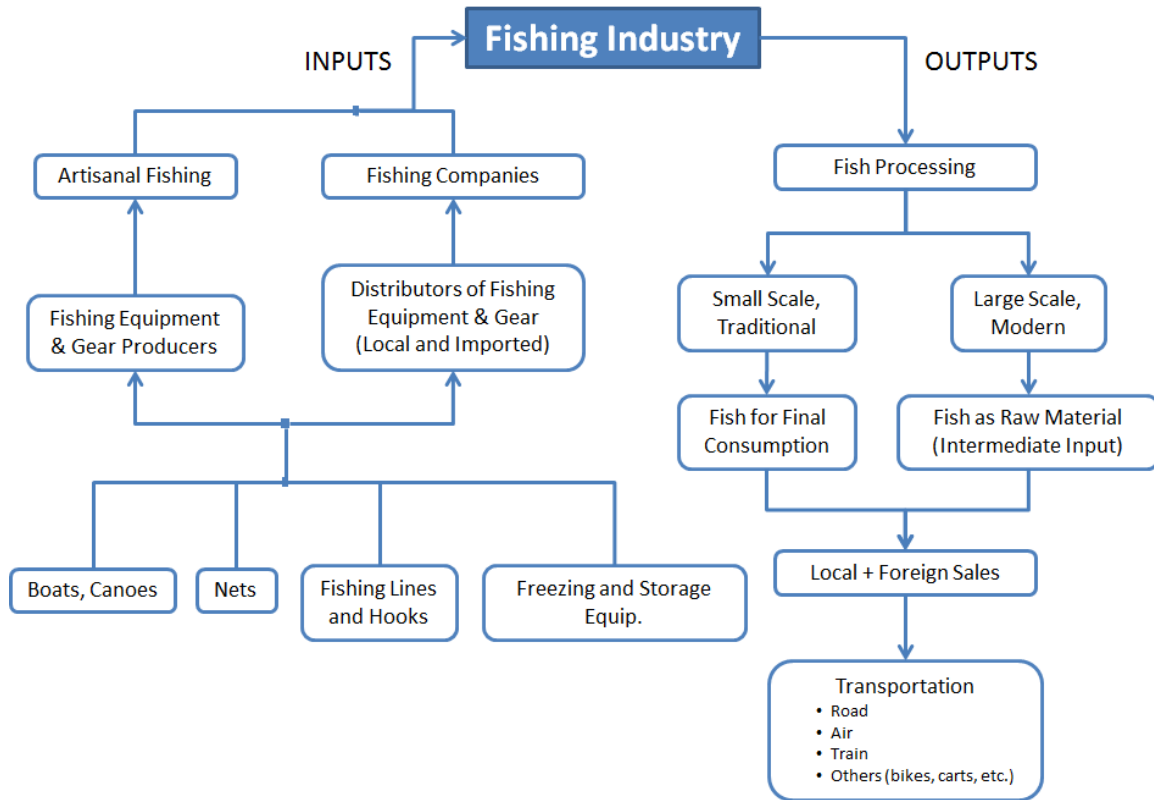 Fishing Industry
INPUTS
OUTPUTS
Artisanal Fishing
Fishing Companies
Fish Processing
Fishing Equipment
& Gear Producers
Distributors of Fishing
Equipment & Gear
(Local and Imported)
Small Scale,
Traditional
Large Scale,
Modern
Fish for Final
Consumption
Fish as Raw Material
(Intermediate Input)
Boats, Canoes
Nets
Fishing Lines
and Hooks
Freezing and Storage
Equip.
Local + Foreign Sales
Transportation
• Road
• Air
• Train
• Others (bikes, carts, etc.)